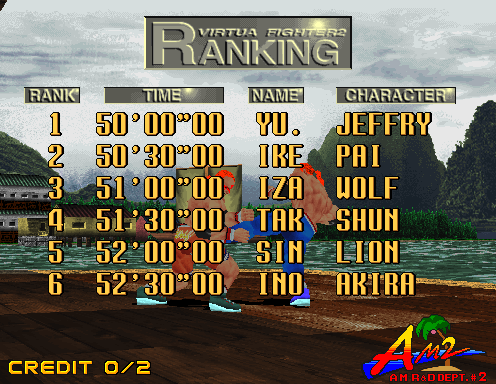 VIRTUA FIGHTER2
RANKING
RANK TIME NAME CHARACTER
1 50'00"00 YU. JEFFRY
2 50'30"00 IKE PAI
3 51'00"00 IZA WOLF
4 51'30"00 TAK SHUN
5 52'00"00 SIN LION
6 52'30"00 INO AKIRA
AM2
AM R&D DEPT.#2
CREDIT 0/2